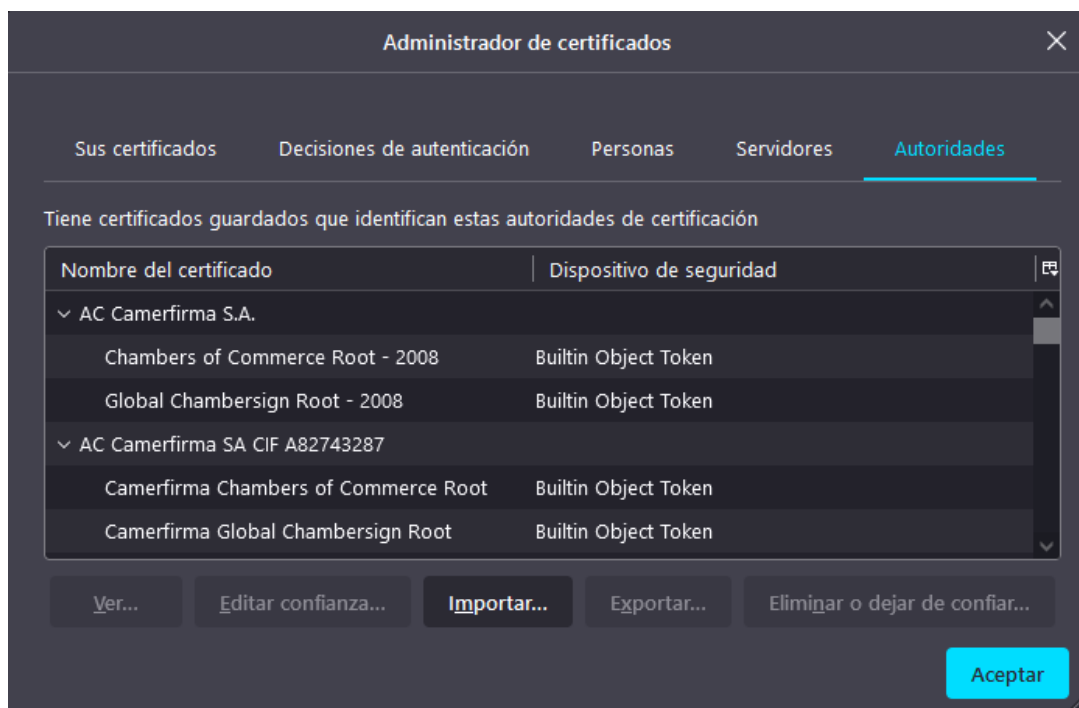 Administrador de certificados
Sus certificados Decisiones de autenticación Personas Servidores Autoridades
Tiene certificados guardados que identifican estas autoridades de certificación
Nombre del certificado Dispositivo de seguridad
AC Camerfirma S.A.
Chambers of Commerce Root - 2008 Builtin Object Token
Global Chambersign Root - 2008 Builtin Object Token
AC Camerfirma SA CIF A82743287
Camerfirma Chambers of Commerce Root Builtin Object Token
Camerfirma Global Chambersign Root Builtin Object Token
Ver... Editar confianza... Importar... Exportar... Eliminar o dejar de confiar...
Aceptar